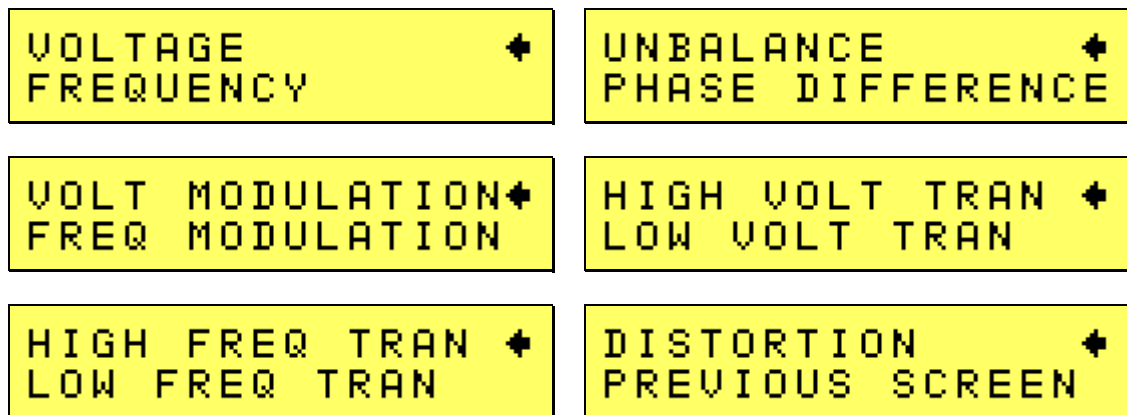 VOLTAGE ←
FREQUENCY
UNBALANCE ←
PHASE DIFFERENCE
VOLT MODULATION←
FREQ MODULATION
HIGH VOLT TRAN ←
LOW VOLT TRAN
HIGH FREQ TRAN ←
LOW FREQ TRAN
DISTORTION ←
PREVIOUS SCREEN